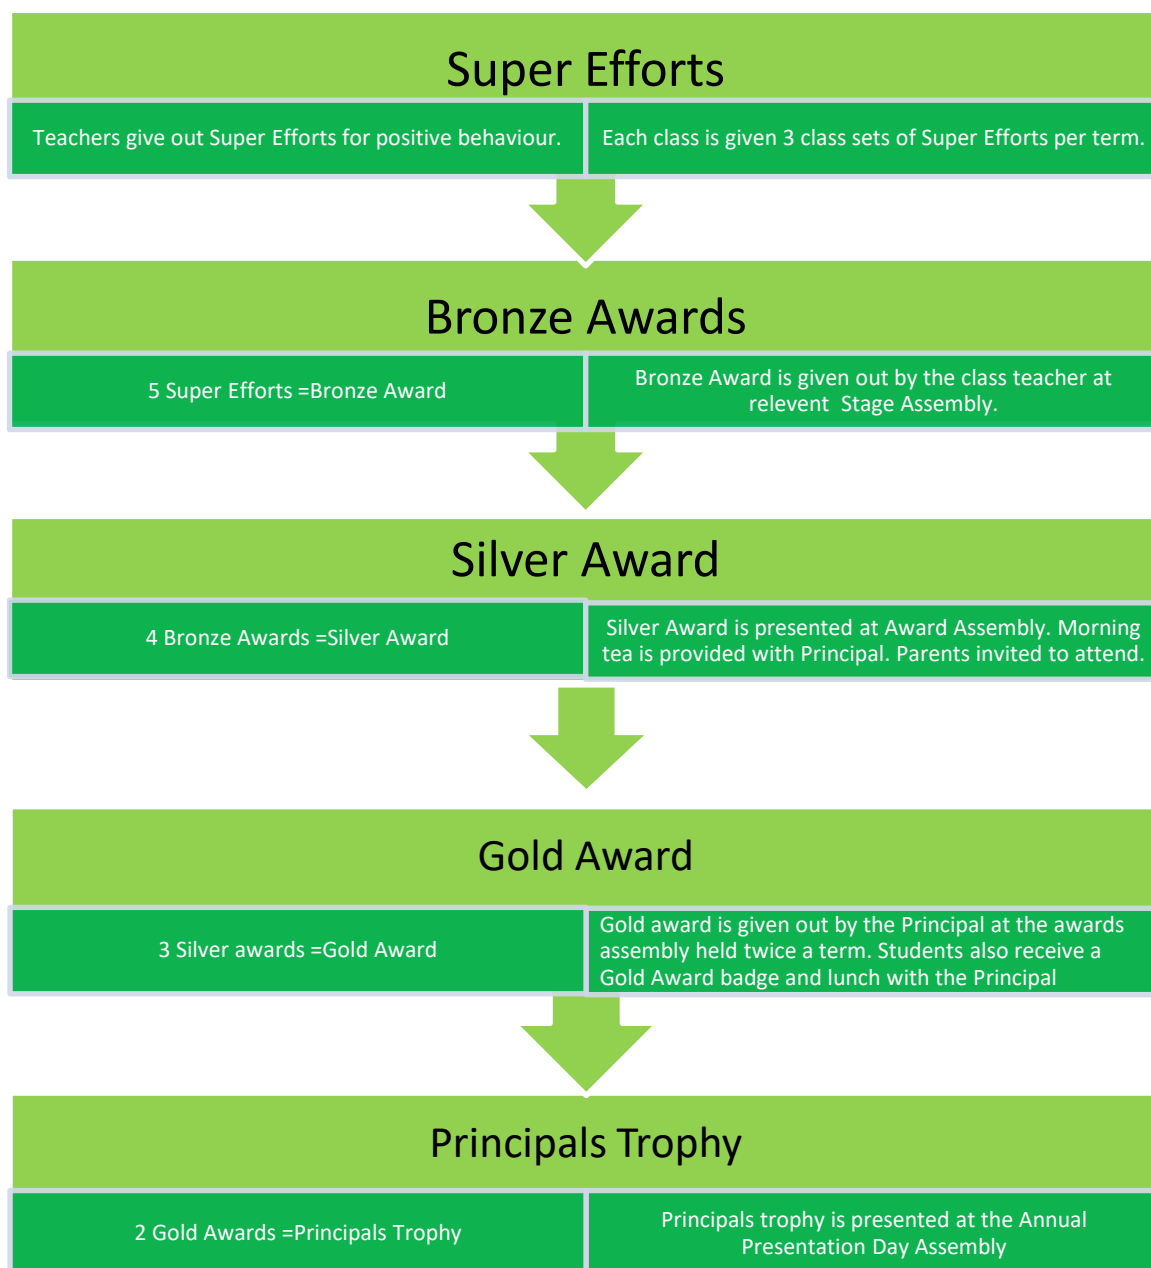 Super Efforts
Teachers give out Super Efforts for positive behaviour.
Each class is given 3 class sets of Super Efforts per term.
Bronze Awards
5 Super Efforts =Bronze Award
Bronze Award is given out by the class teacher at
relevent  Stage Assembly.
Silver Award
4 Bronze Awards =Silver Award
Silver Award is presented at Award Assembly. Morning
tea is provided with Principal. Parents invited to attend.
Gold Award
3 Silver awards =Gold Award
Gold award is given out by the Principal at the awards
assembly held twice a term. Students also receive a
Gold Award badge and lunch with the Principal
Principals Trophy
2 Gold Awards =Principals Trophy
Principals trophy is presented at the Annual
Presentation Day Assembly